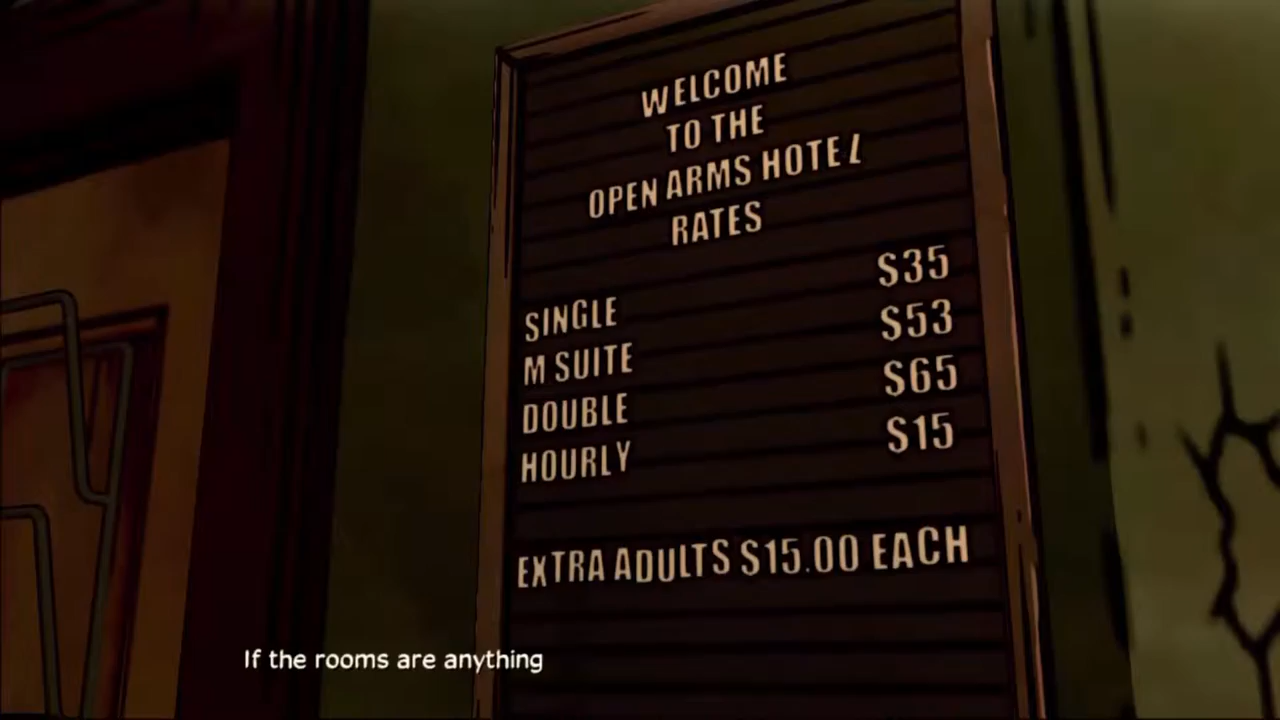 WELCOME
TO THE
OPEN ARMS HOTEL
RATES
SINGLE $35
M SUITE $53
DOUBLE $65
HOURLY $15
EXTRA ADULTS $15.00 EACH
If the rooms are anything